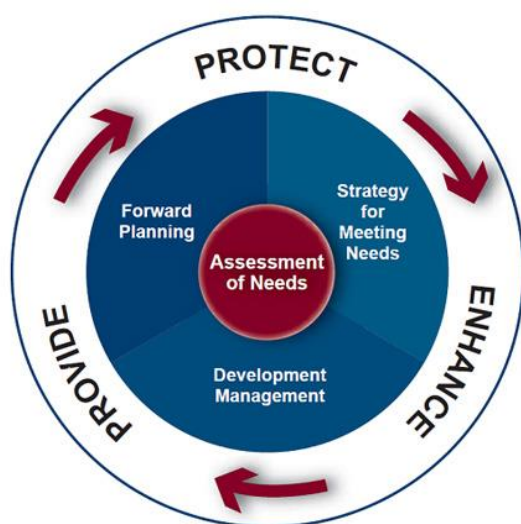 PROTECT
Forward
Planning
Strategy
for
Meeting
Needs
Assessment
of Needs
Development
Management
PROVIDE
ENHANCE